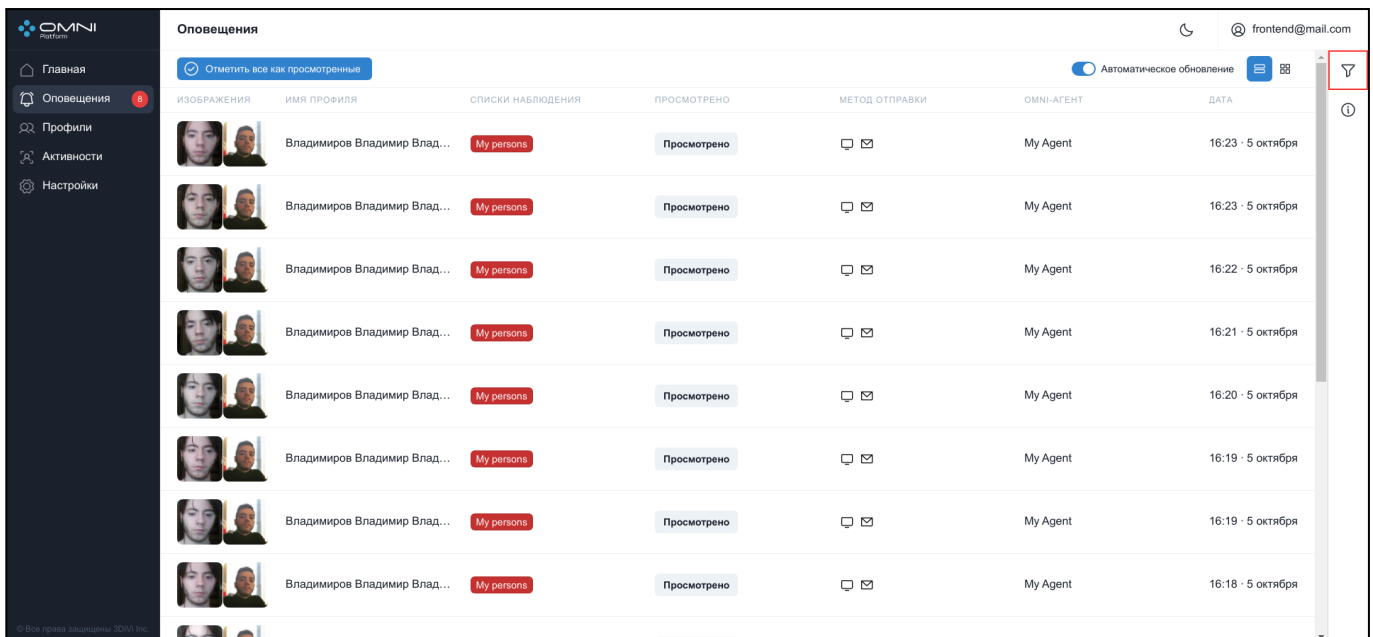 OMNI
Platform
Оповещения
frontend@mail.com
Главная
Оповещения 8
Профили
Активности
Настройки
Отметить все как просмотренные
Автоматическое обновление
ИЗОБРАЖЕНИЯ ИМЯ ПРОФИЛЯ СПИСКИ НАБЛЮДЕНИЯ ПРОСМОТРЕНО МЕТОД ОТПРАВКИ OMNI-АГЕНТ ДАТА
Владимиров Владимир Влад... My persons Просмотрено My Agent 16:23 · 5 октября
Владимиров Владимир Влад... My persons Просмотрено My Agent 16:23 · 5 октября
Владимиров Владимир Влад... My persons Просмотрено My Agent 16:22 · 5 октября
Владимиров Владимир Влад... My persons Просмотрено My Agent 16:21 · 5 октября
Владимиров Владимир Влад... My persons Просмотрено My Agent 16:20 · 5 октября
Владимиров Владимир Влад... My persons Просмотрено My Agent 16:19 · 5 октября
Владимиров Владимир Влад... My persons Просмотрено My Agent 16:19 · 5 октября
Владимиров Владимир Влад... My persons Просмотрено My Agent 16:18 · 5 октября
© Все права защищены 3DiVi Inc.